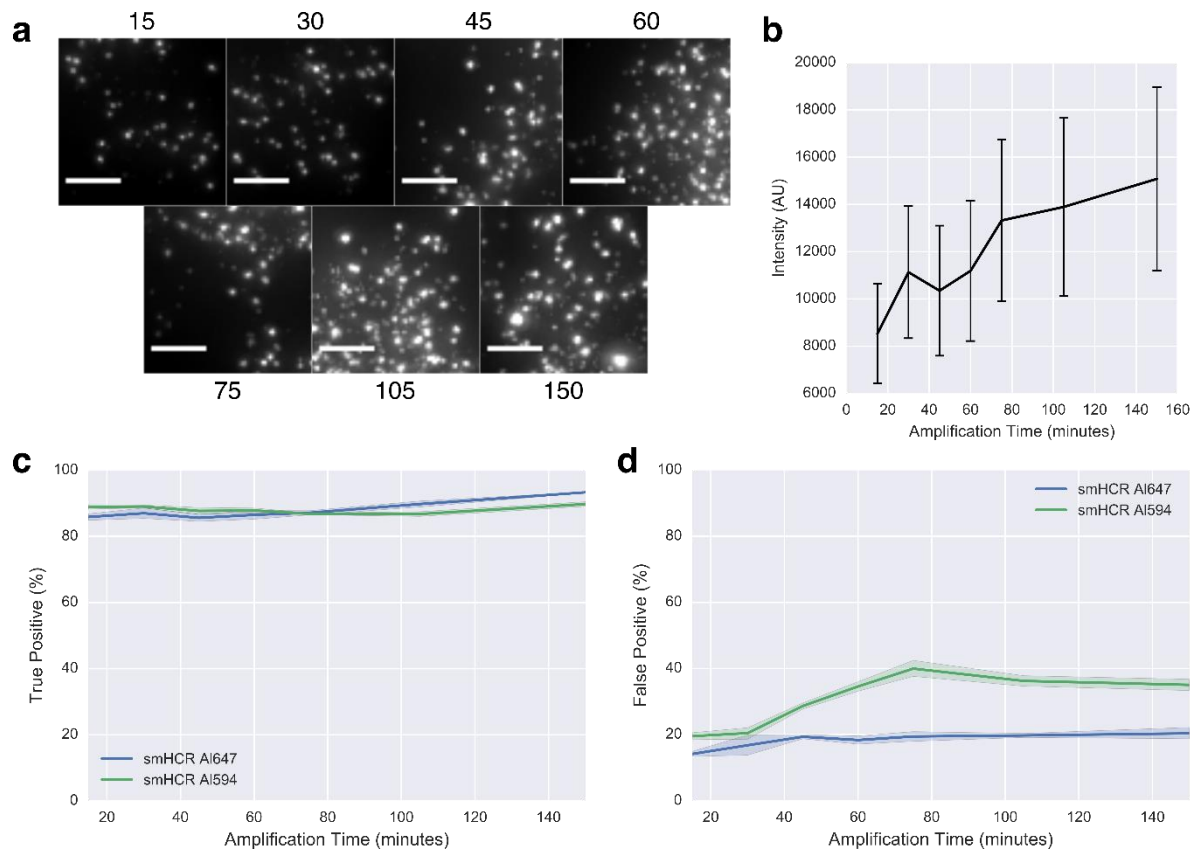 a
15 30 45 60
75 105 150
b
20000
18000
16000
14000
12000
10000
8000
6000
Intensity (AU)
0 20 40 60 80 100 120 140 160
Amplification Time (minutes)
c
100
80
60
40
20
0
True Positive (%)
smHCR Al647
smHCR Al594
20 40 60 80 100 120 140
Amplification Time (minutes)
d
100
80
60
40
20
0
False Positive (%)
smHCR Al647
smHCR Al594
20 40 60 80 100 120 140
Amplification Time (minutes)